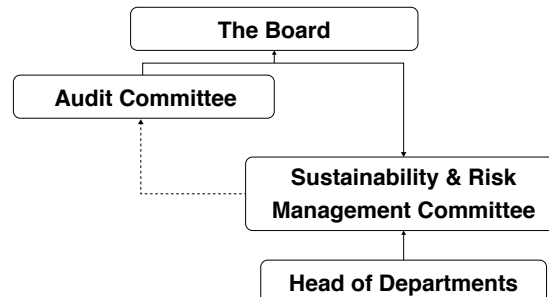 The Board
Audit Committee
Sustainability & Risk
Management Committee
Head of Departments